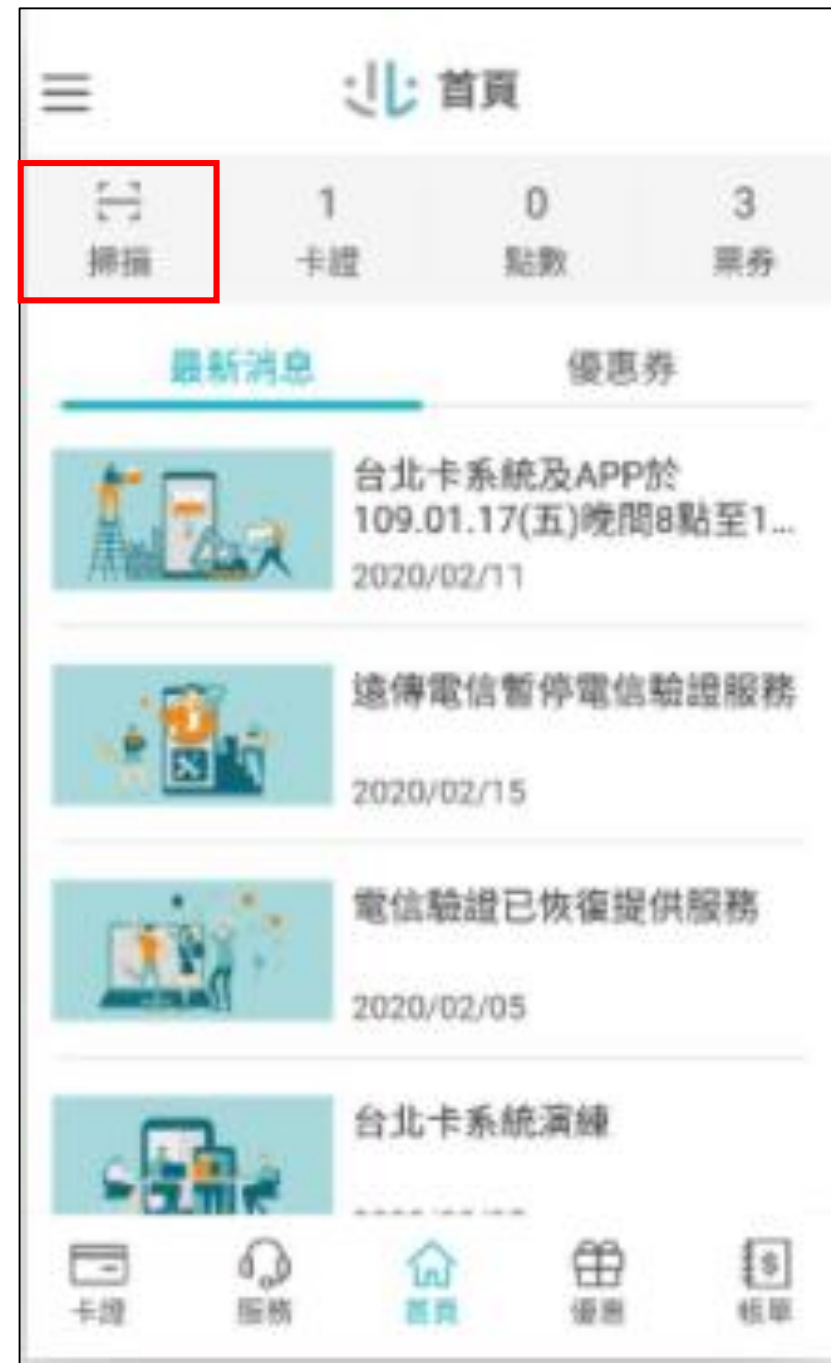 首頁
掃描
1
卡證
0
點數
3
票券
最新消息
優惠券
台北卡系統及APP於
109.01.17(五)晚間8點至1...
2020/02/11
遠傳電信暫停電信驗證服務
2020/02/15
電信驗證已恢復提供服務
2020/02/05
台北卡系統演練
卡證
服務
首頁
優惠
帳單